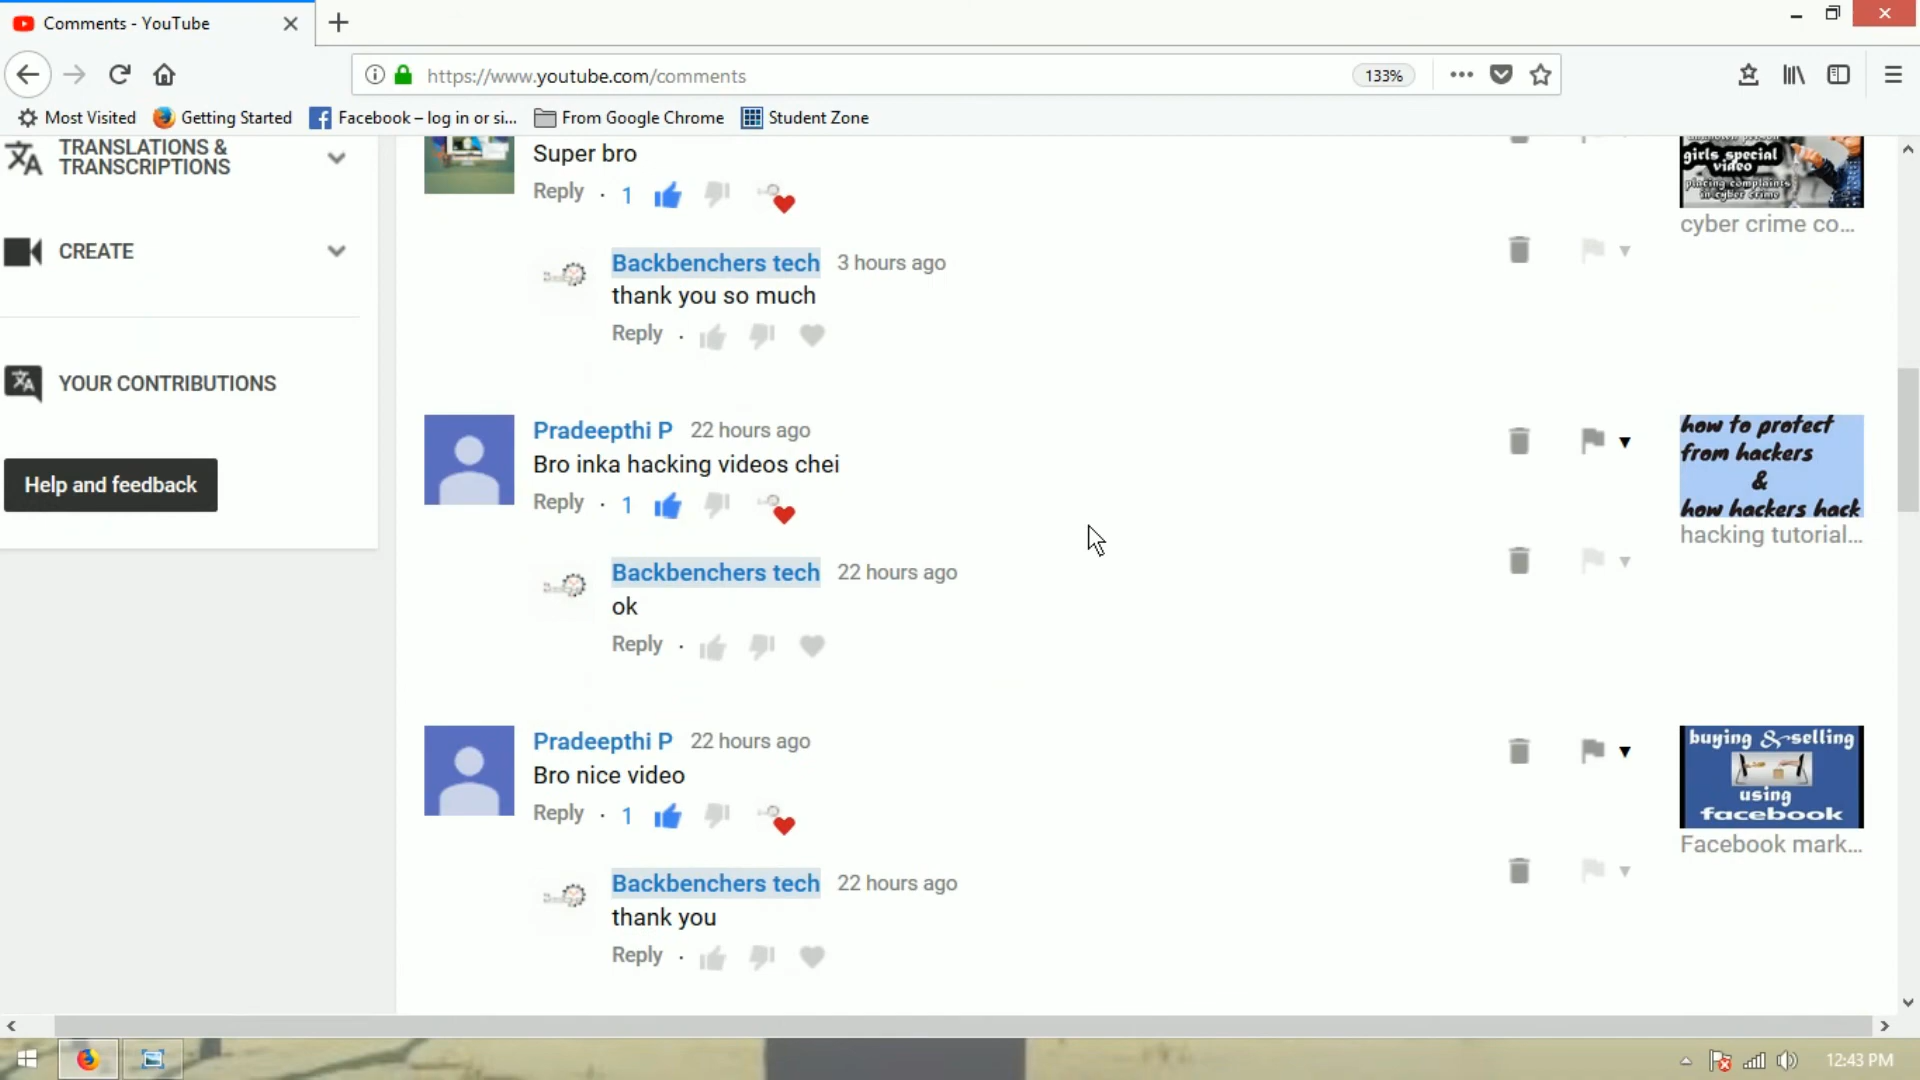 Comments - YouTube
https://www.youtube.com/comments
133%
Most Visited
Getting Started
Facebook – log in or si...
From Google Chrome
Student Zone
TRANSLATIONS &
TRANSCRIPTIONS
CREATE
YOUR CONTRIBUTIONS
Help and feedback
Super bro
Reply · 1
girls special
video
placing complaints
in cyber crime
cyber crime co...
Backbenchers tech 3 hours ago
thank you so much
Reply ·
Pradeepthi P 22 hours ago
Bro inka hacking videos chei
Reply · 1
how to protect
from hackers
&
how hackers hack
hacking tutorial...
Backbenchers tech 22 hours ago
ok
Reply ·
Pradeepthi P 22 hours ago
Bro nice video
Reply · 1
buying & selling
using
facebook
Facebook mark...
Backbenchers tech 22 hours ago
thank you
Reply ·
12:43 PM